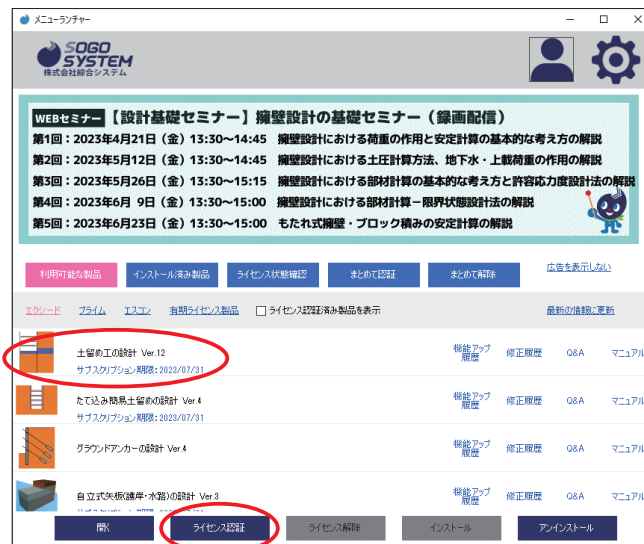 メニューランチャー
SOGO
SYSTEM
株式会社綜合システム
WEBセミナー 【設計基礎セミナー】擁壁設計の基礎セミナー（録画配信）
第1回：2023年4月21日（金）13:30～14:45 擁壁設計における荷重の作用と安定計算の基本的な考え方の解説
第2回：2023年5月12日（金）13:30～14:45 擁壁設計における土圧計算方法、地下水・上載荷重の作用の解説
第3回：2023年5月26日（金）13:30～15:15 擁壁設計における部材計算の基本的な考え方と許容応力度設計法の解説
第4回：2023年6月 9日（金）13:30～15:00 擁壁設計における部材計算－限界状態設計法の解説
第5回：2023年6月23日（金）13:30～15:00 もたれ式擁壁・ブロック積みの安定計算の解説
利用可能な製品 インストール済み製品 ライセンス状態確認 まとめて認証 まとめて解除 広告を表示しない
エクシード プライム エスコン 有期ライセンス製品 ライセンス認証済み製品を表示 最新の情報に更新
土留め工の設計 Ver.12 機能アップ履歴 修正履歴 Q&A マニュアル
サブスクリプション期限：2023/07/31
たて込み簡易土留めの設計 Ver.4 機能アップ履歴 修正履歴 Q&A マニュアル
サブスクリプション期限：2023/07/31
グラウンドアンカーの設計 Ver.4 機能アップ履歴 修正履歴 Q&A マニュアル
自立式矢板(護岸・水路)の設計 Ver.3 機能アップ履歴 修正履歴 Q&A マニュアル
開く ライセンス認証 ライセンス解除 インストール アンインストール